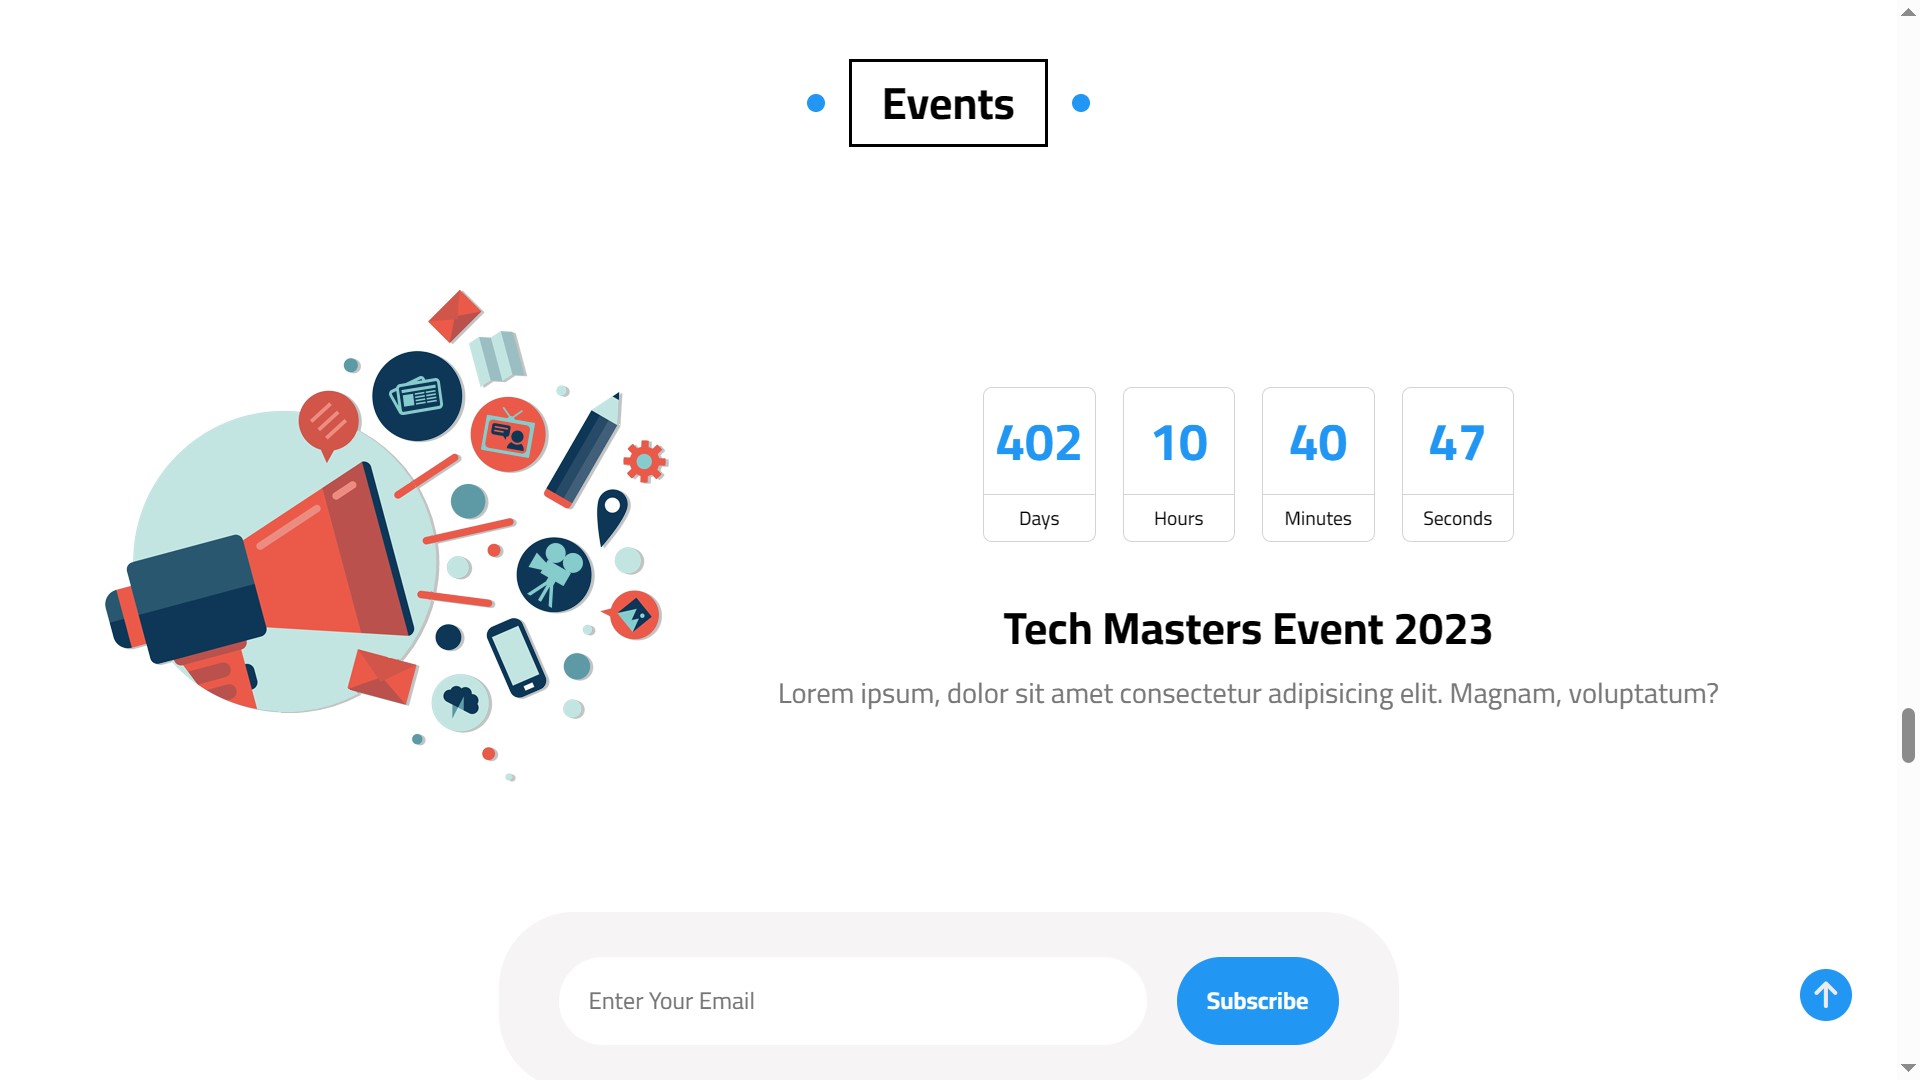 Events
402
10
40
47
Days
Hours
Minutes
Seconds
Tech Masters Event 2023
Lorem ipsum, dolor sit amet consectetur adipisicing elit. Magnam, voluptatum?
Enter Your Email
Subscribe